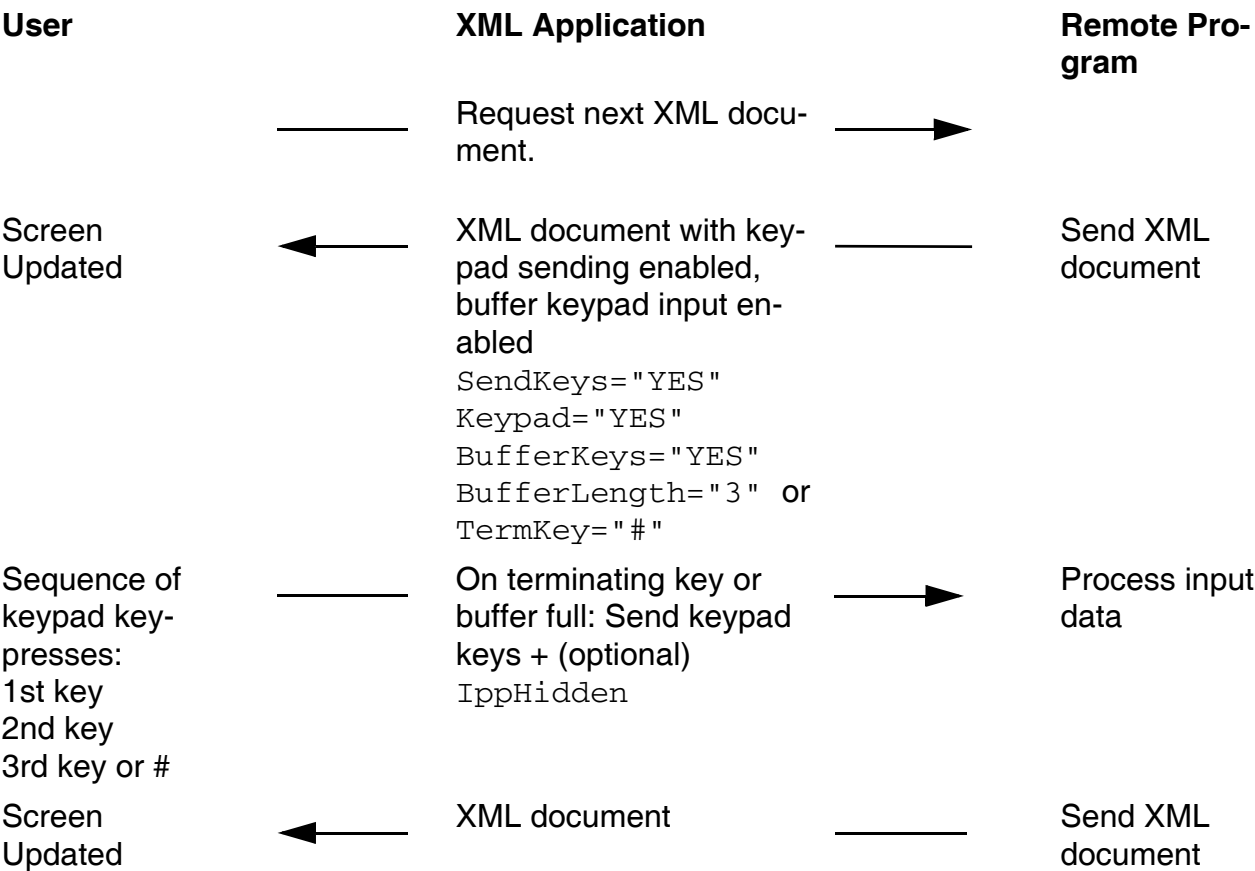 User
XML Application
Remote Pro-
gram
Request next XML docu-
ment.
Screen
Updated
XML document with key-
pad sending enabled,
buffer keypad input en-
abled
SendKeys="YES"
Keypad="YES"
BufferKeys="YES"
BufferLength="3" or
TermKey="#"
Send XML
document
Sequence of
keypad key-
presses:
1st key
2nd key
3rd key or #
On terminating key or
buffer full: Send keypad
keys + (optional)
IppHidden
Process input
data
Screen
Updated
XML document
Send XML
document